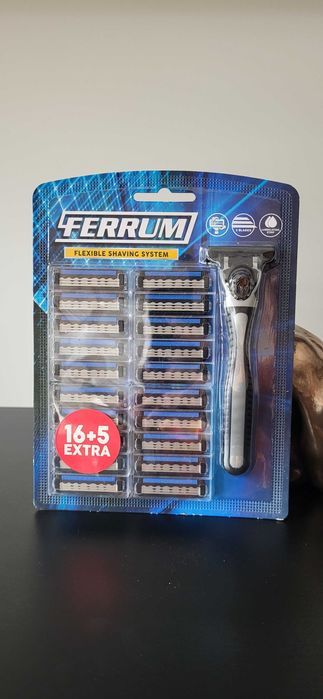 FERRUM
FLEXIBLE SHAVING SYSTEM
16+5
EXTRA